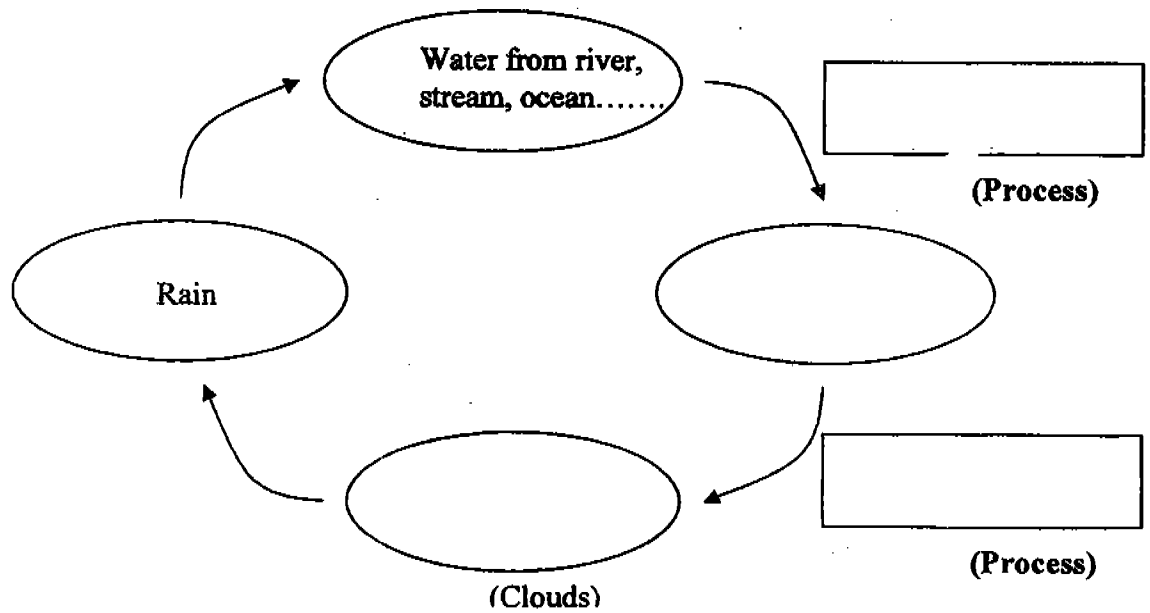 Water from river,
stream, ocean.......
(Process)
Rain
(Process)
(Clouds)